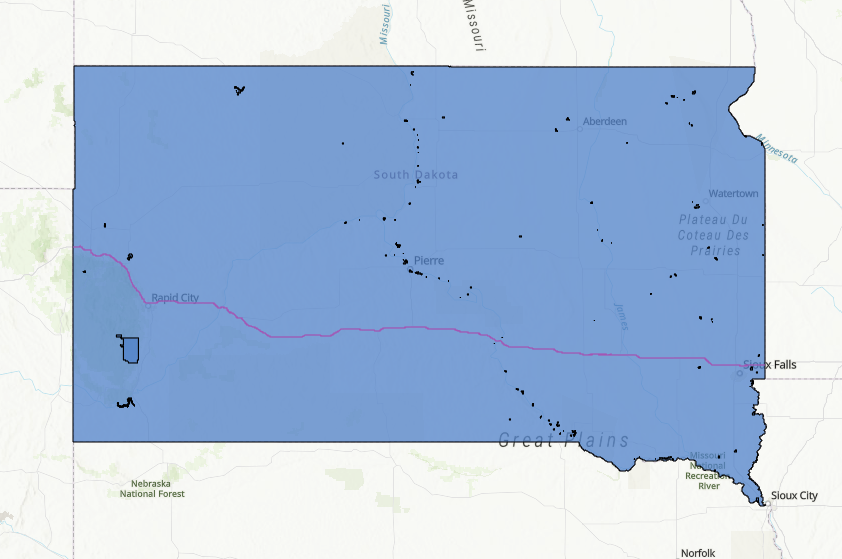 Missouri
Missouri
Aberdeen
Minnesota
South Dakota
Watertown
Plateau Du
Coteau Des
Prairies
Pierre
Rapid City
James
Sioux Falls
Great Plains
Missouri
National
Recreation
River
Nebraska
National Forest
Sioux City
Norfolk